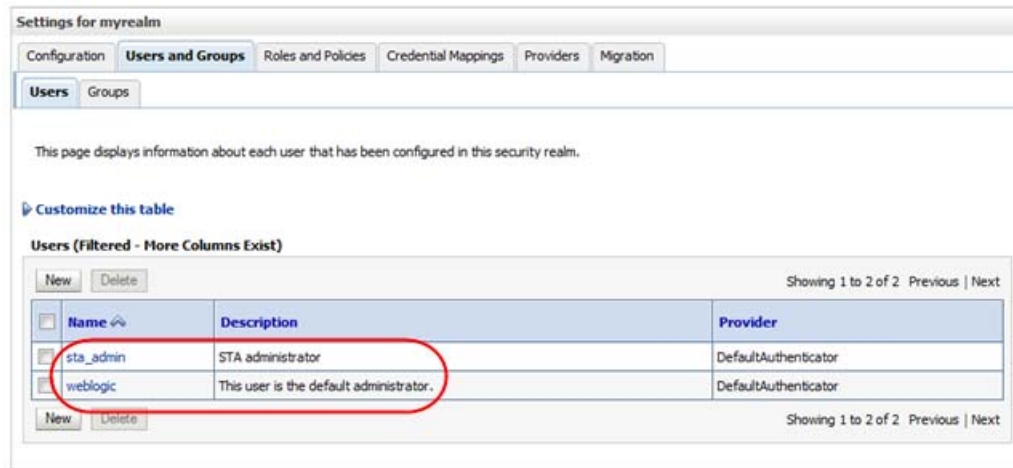 Settings for myrealm
Configuration Users and Groups Roles and Policies Credential Mappings Providers Migration
Users Groups
This page displays information about each user that has been configured in this security realm.
Customize this table
Users (Filtered - More Columns Exist)
New Delete Showing 1 to 2 of 2 Previous | Next
Name Description Provider
sta_admin STA administrator DefaultAuthenticator
weblogic This user is the default administrator. DefaultAuthenticator
New Delete Showing 1 to 2 of 2 Previous | Next